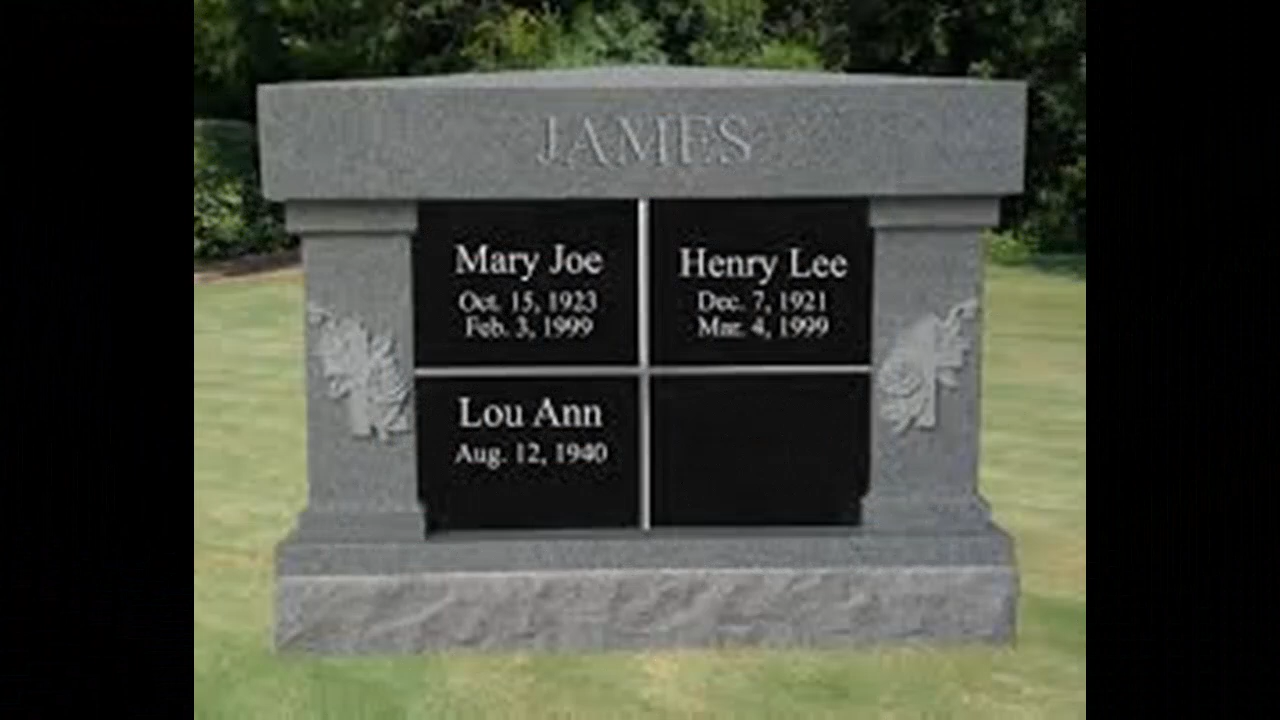 JAMES
Mary Joe
Oct. 15, 1923
Feb. 3, 1999
Henry Lee
Dec. 7, 1921
Mar. 4, 1999
Lou Ann
Aug. 12, 1940